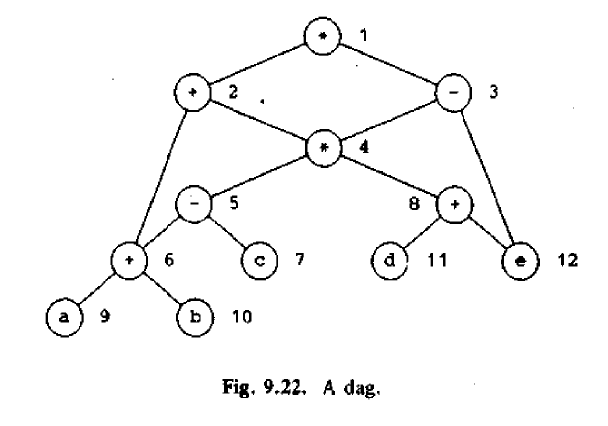 * 1
+ 2 - 3
* 4
- 5 8 +
+ 6 c 7 d 11 e 12
a 9 b 10
Fig. 9.22. A dag.